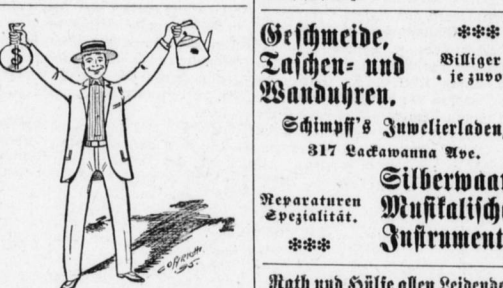 $
Geschmeide,
Taschen- und
Wanduhren.
Billiger
je zuvo
Schimpff's Juwelierladen,
317 Lackawanna Ave.
Silberwaar
Reparaturen
Spezialität.
Musikalisch
Instrument
Rath und Hülfe allen Leidende